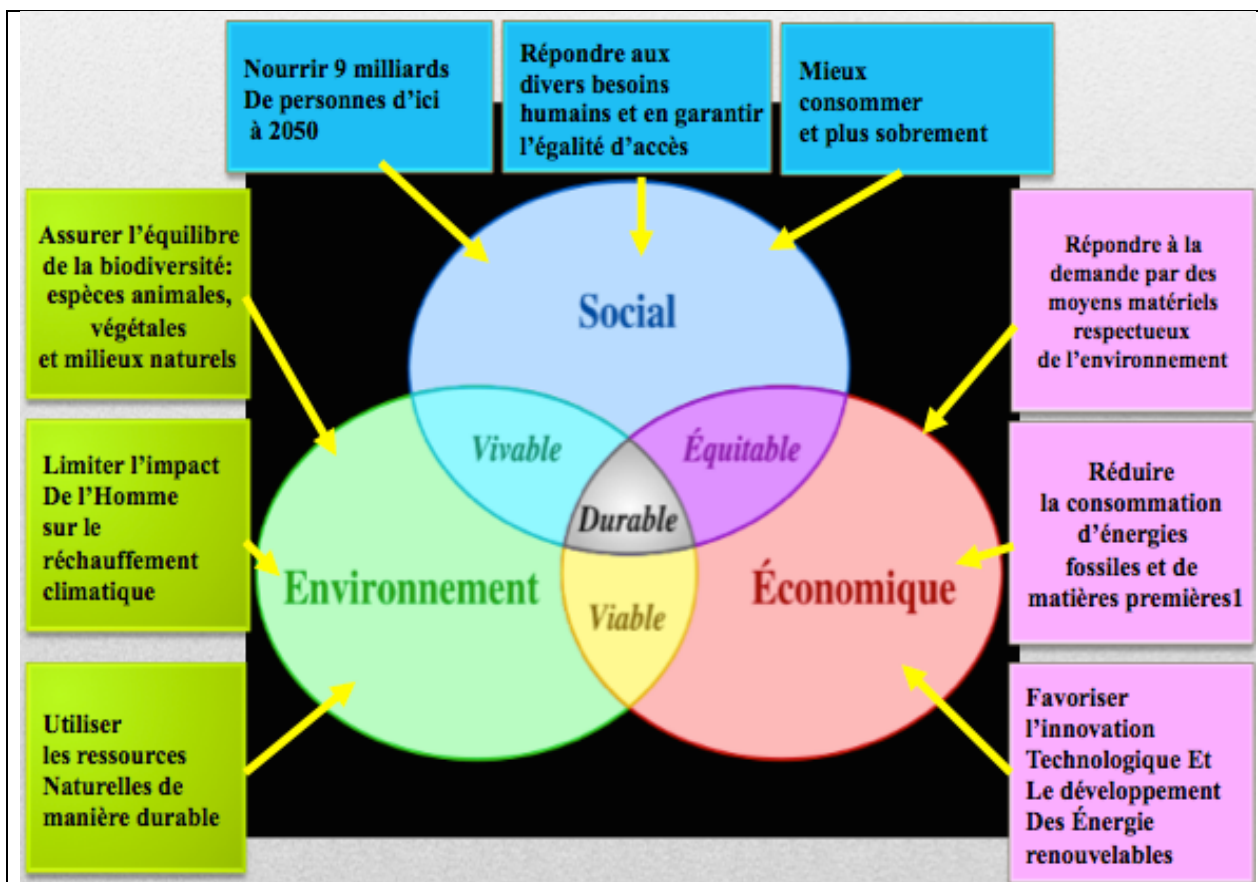 Nourrir 9 milliards
De personnes d’ici
à 2050
Répondre aux
divers besoins
humains et en garantir
l’égalité d’accès
Mieux
consommer
et plus sobrement
Assurer l’équilibre
de la biodiversité:
espèces animales,
végétales
et milieux naturels
Limiter l’impact
De l’Homme
sur le
réchauffement
climatique
Utiliser
les ressources
Naturelles de
manière durable
Social
Vivable
Équitable
Durable
Environnement
Économique
Viable
Répondre à la
demande par des
moyens matériels
respectueux
de l’environnement
Réduire
la consommation
d’énergies
fossiles et de
matières premières1
Favoriser
l’innovation
Technologique Et
Le développement
Des Énergie
renouvelables